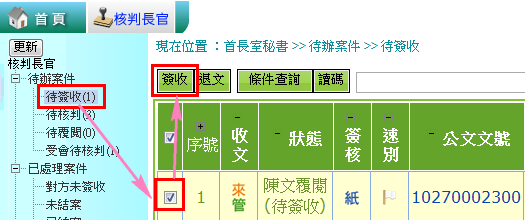 首頁 核判長官
更新
現在位置 ：首長室秘書 >> 待辦案件 >> 待簽收
核判長官
待辦案件
待簽收(1)
待核判(3)
待覆閱(0)
受會待核判(1)
已處理案件
對方未簽收
未結案
簽收 退文 條件查詢 讀碼
序號 收文 狀態 簽核 速別 公文文號
1 來管 陳文覆閱(待簽收) 紙 10270002300